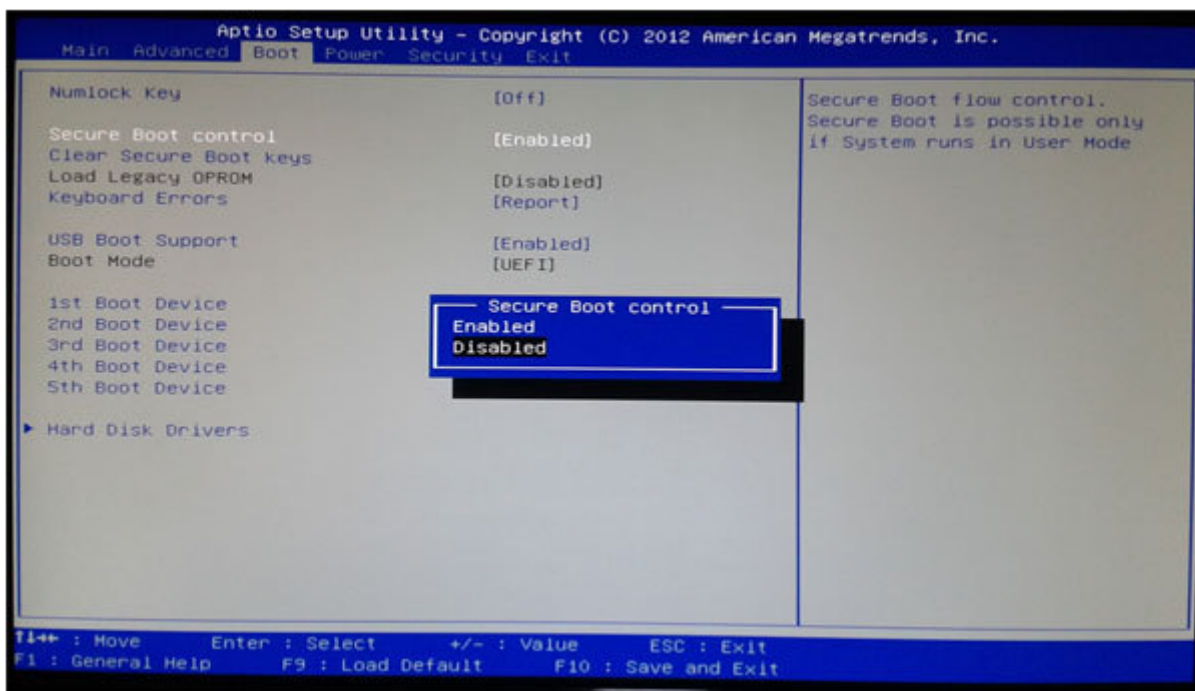 Aptio Setup Utility - Copyright (C) 2012 American Megatrends, Inc.
Main Advanced Boot Power Security Exit
Numlock Key [Off]
Secure Boot control [Enabled]
Clear Secure Boot keys
Load Legacy OPROM [Disabled]
Keyboard Errors [Report]
USB Boot Support [Enabled]
Boot Mode [UEFI]
1st Boot Device
2nd Boot Device
3rd Boot Device
4th Boot Device
5th Boot Device
Hard Disk Drivers
Secure Boot control
Enabled
Disabled
Secure Boot flow control.
Secure Boot is possible only
if System runs in User Mode
↑↓→← : Move Enter : Select +/- : Value ESC : Exit
F1 : General Help F9 : Load Default F10 : Save and Exit